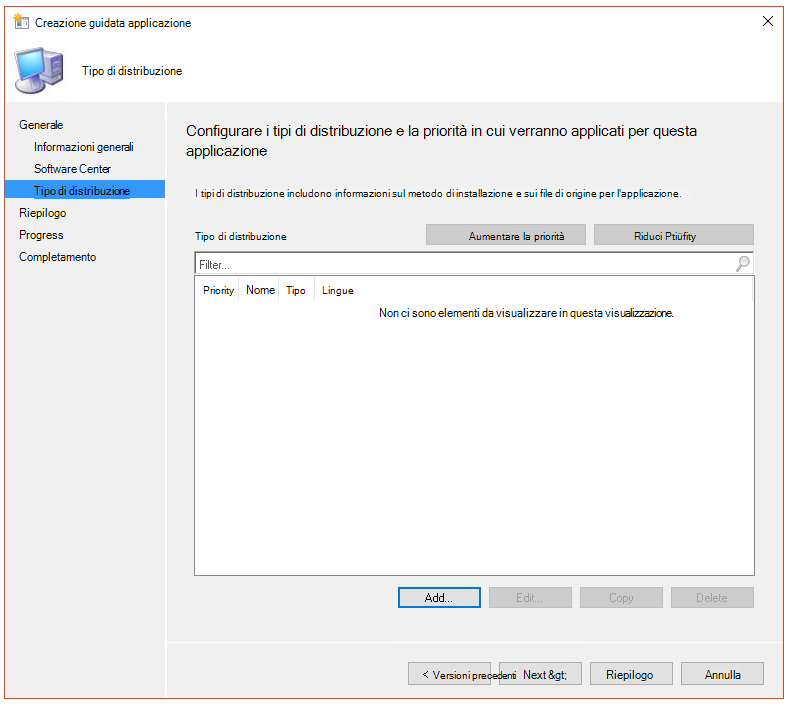 Creazione guidata applicazione
Tipo di distribuzione
Generale
Informazioni generali
Software Center
Tipo di distribuzione
Riepilogo
Progress
Completamento
Configurare i tipi di distribuzione e la priorità in cui verranno applicati per questa
applicazione
I tipi di distribuzione includono informazioni sul metodo di installazione e sui file di origine per l'applicazione.
Tipo di distribuzione
Aumentare la priorità
Riduci Ptiúfity
Filter...
Priority Nome Tipo Lingue
Non ci sono elementi da visualizzare in questa visualizzazione.
Add... Edit... Copy Delete
< Versioni precedenti Next &gt; Riepilogo Annulla